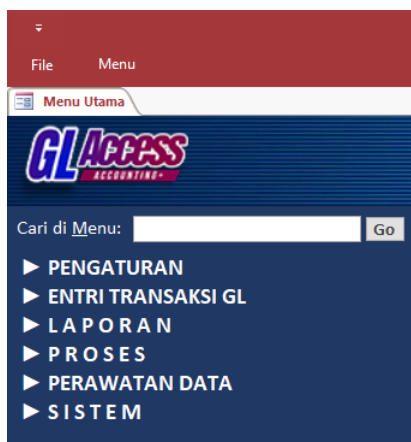 File Menu
Menu Utama
GL Access
ACCOUNTING+
Cari di Menu: Go
PENGATURAN
ENTRI TRANSAKSI GL
L A P O R A N
P R O S E S
PERAWATAN DATA
S I S T E M